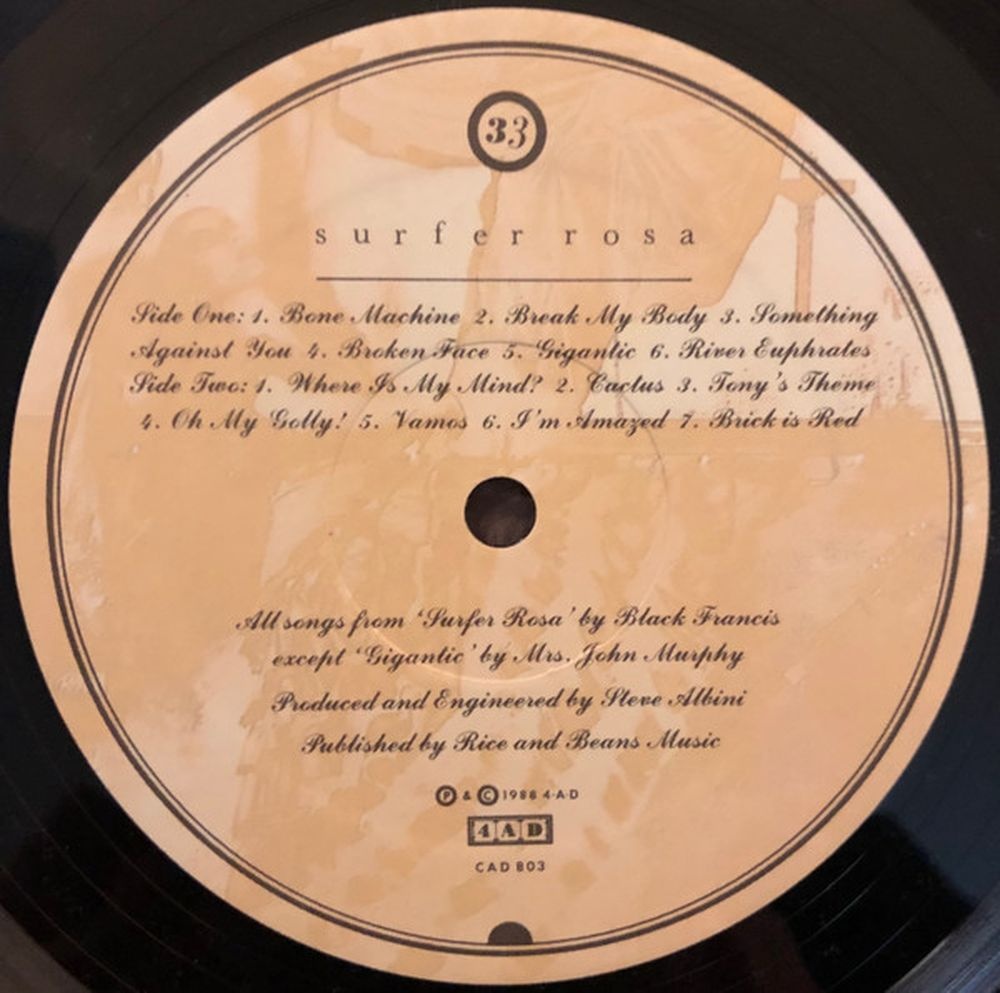 33
surfer rosa
Side One: 1. Bone Machine 2. Break My Body 3. Something
Against You 4. Broken Face 5. Gigantic 6. River Euphrates
Side Two: 1. Where Is My Mind? 2. Cactus 3. Tony's Theme
4. Oh My Golly! 5. Vamos 6. I'm Amazed 7. Brick is Red
All songs from 'Surfer Rosa' by Black Francis
except 'Gigantic' by Mrs. John Murphy
Produced and Engineered by Steve Albini
Published by Rice and Beans Music
Ⓟ & © 1988 4·A·D
4AD
CAD 803